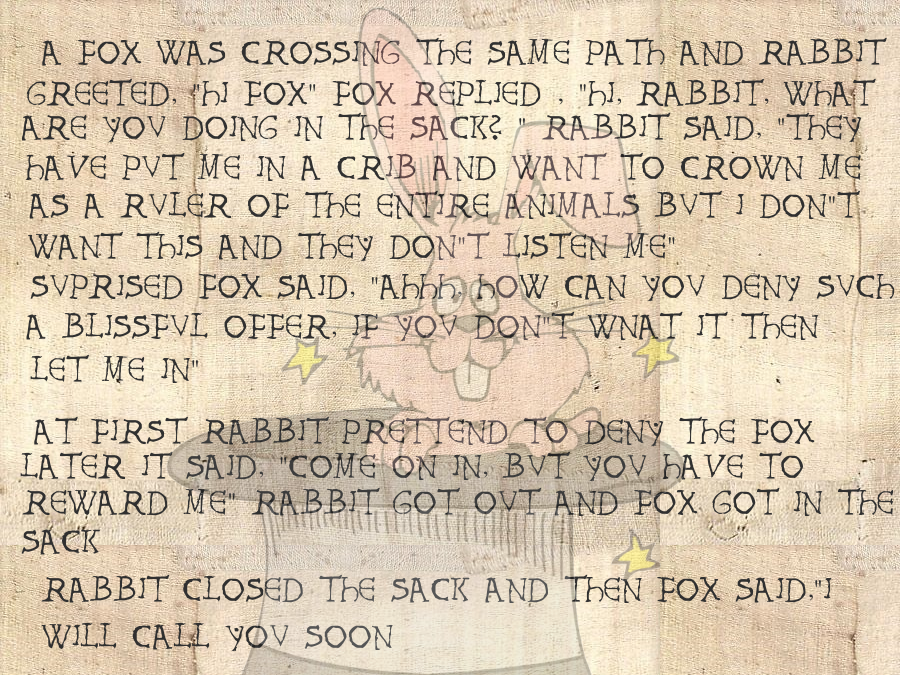 A FOX WAS CROSSING THE SAME PATH AND RABBIT
GREETED, "HI FOX" FOX REPLIED , "HI, RABBIT, WHAT
ARE YOU DOING IN THE SACK? " RABBIT SAID, "THEY
HAVE PUT ME IN A CRIB AND WANT TO CROWN ME
AS A RULER OF THE ENTIRE ANIMALS BUT I DON"T
WANT THIS AND THEY DON"T LISTEN ME"
SUPRISED FOX SAID, "AHHH, HOW CAN YOU DENY SUCH
A BLISSFUL OFFER, IF YOU DON"T WNAT IT THEN
LET ME IN"
AT FIRST RABBIT PRETTEND TO DENY THE FOX
LATER IT SAID, "COME ON IN, BUT YOU HAVE TO
REWARD ME" RABBIT GOT OUT AND FOX GOT IN THE
SACK
RABBIT CLOSED THE SACK AND THEN FOX SAID,"I
WILL CALL YOU SOON